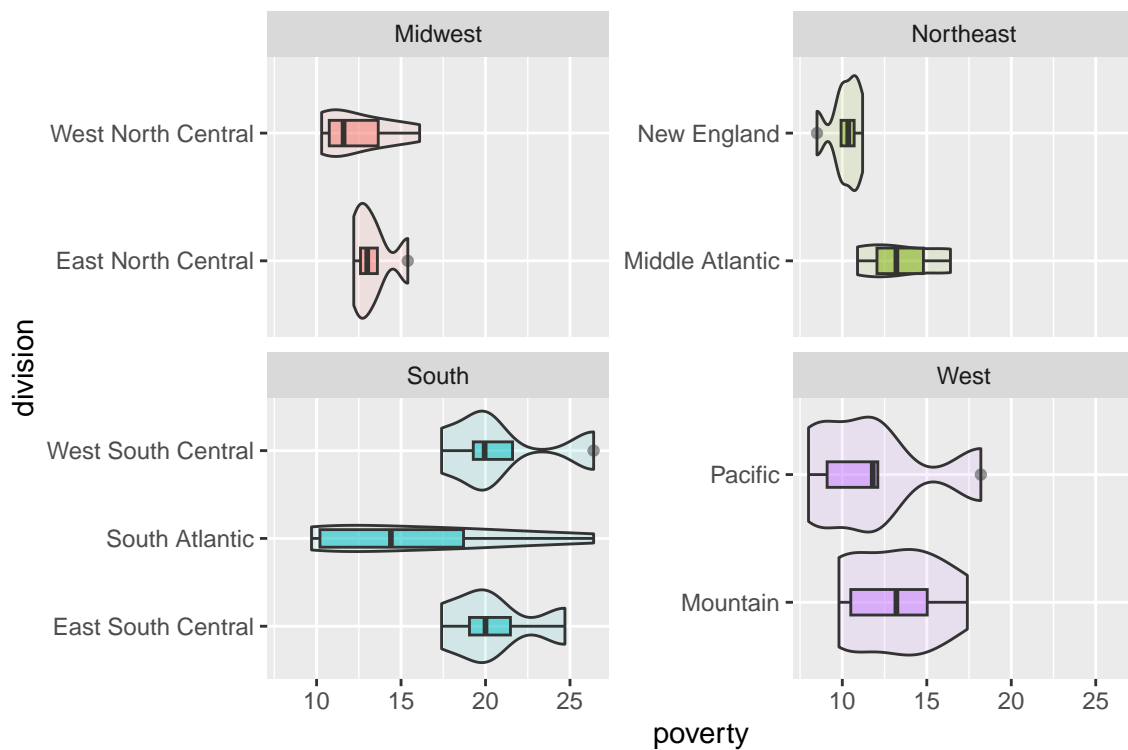 Midwest
Northeast
West North Central
East North Central
New England
Middle Atlantic
division
South
West
West South Central
South Atlantic
East South Central
Pacific
Mountain
10 15 20 25
10 15 20 25
poverty